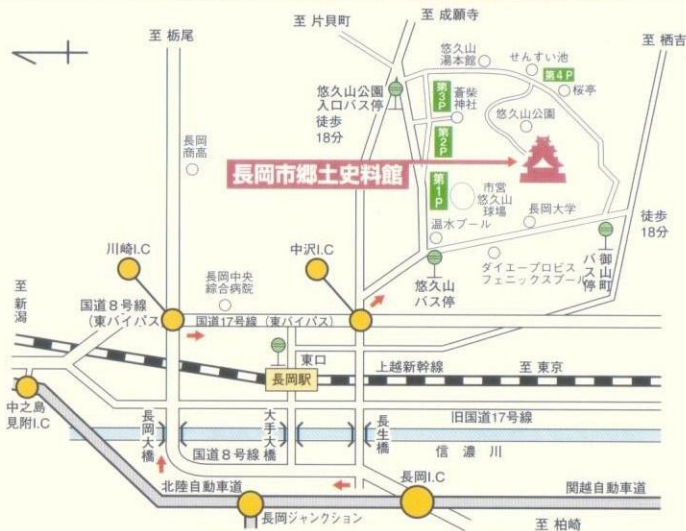 至 成願寺
至 片貝町
至 栃尾
至 栖吉
悠久山
湯本館
せんすい池
第4P
桜亭
悠久山公園
入口バス停
徒歩
18分
第3P
蒼柴
神社
悠久山公園
第2P
長岡
商高
長岡市郷土史料館
第1P
市営
悠久山
球場
長岡大学
温水プール
徒歩
18分
川崎I.C
中沢I.C
悠久山
バス停
ダイエープロビス
フェニックスプール
御山町
バス停
至 新潟
長岡中央
綜合病院
国道8号線
(東バイパス)
国道17号線(東バイパス)
東口
上越新幹線
至 東京
長岡駅
中之島
見附I.C
長岡大橋
大手大橋
長生橋
旧国道17号線
国道8号線
信濃川
長岡I.C
北陸自動車道
関越自動車道
長岡ジャンクション
至 柏崎